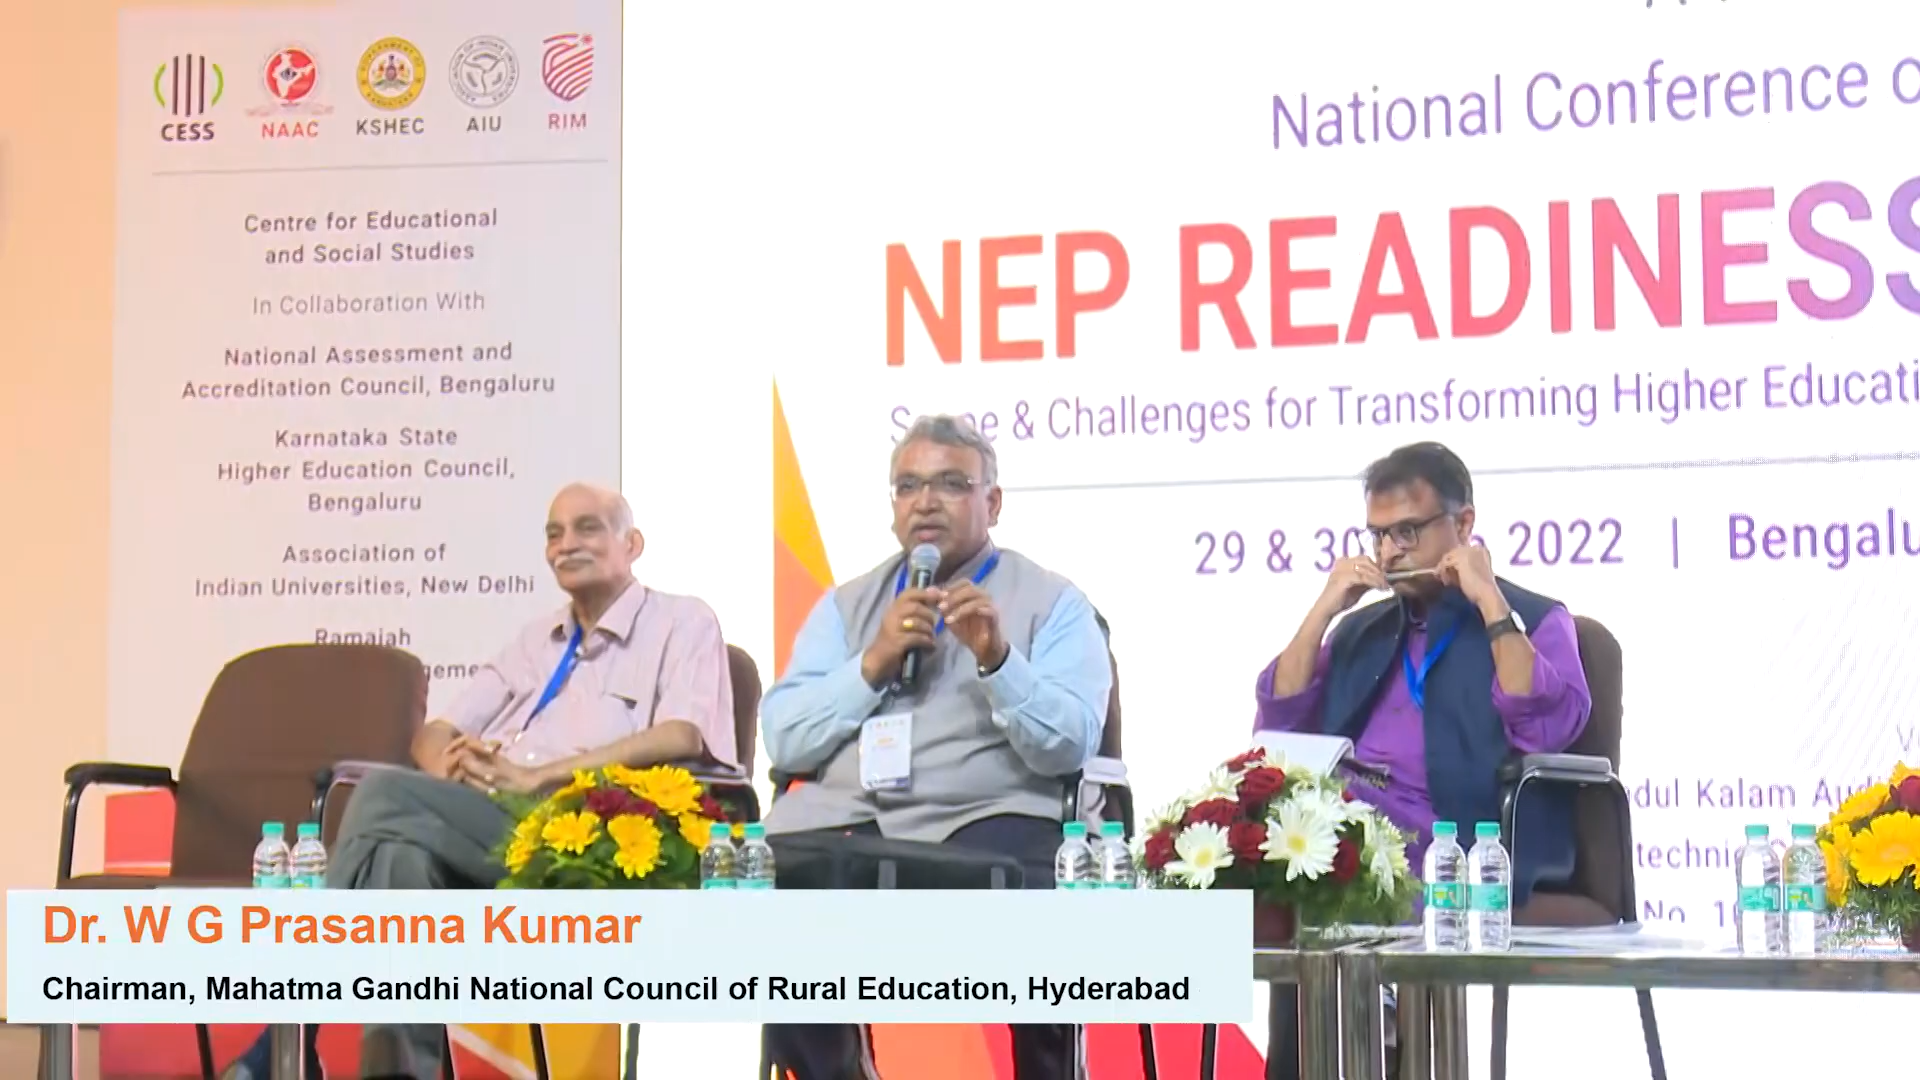 CESS
NAAC
KSHEC
AIU
RIM
Centre for Educational
and Social Studies
In Collaboration With
National Assessment and
Accreditation Council, Bengaluru
Karnataka State
Higher Education Council,
Bengaluru
Association of
Indian Universities, New Delhi
Ramaiah
National Conference
NEP READINESS
& Challenges for Transforming Higher
29 & 30 2022 |
Kalam
Dr. W G Prasanna Kumar
Chairman, Mahatma Gandhi National Council of Rural Education, Hyderabad